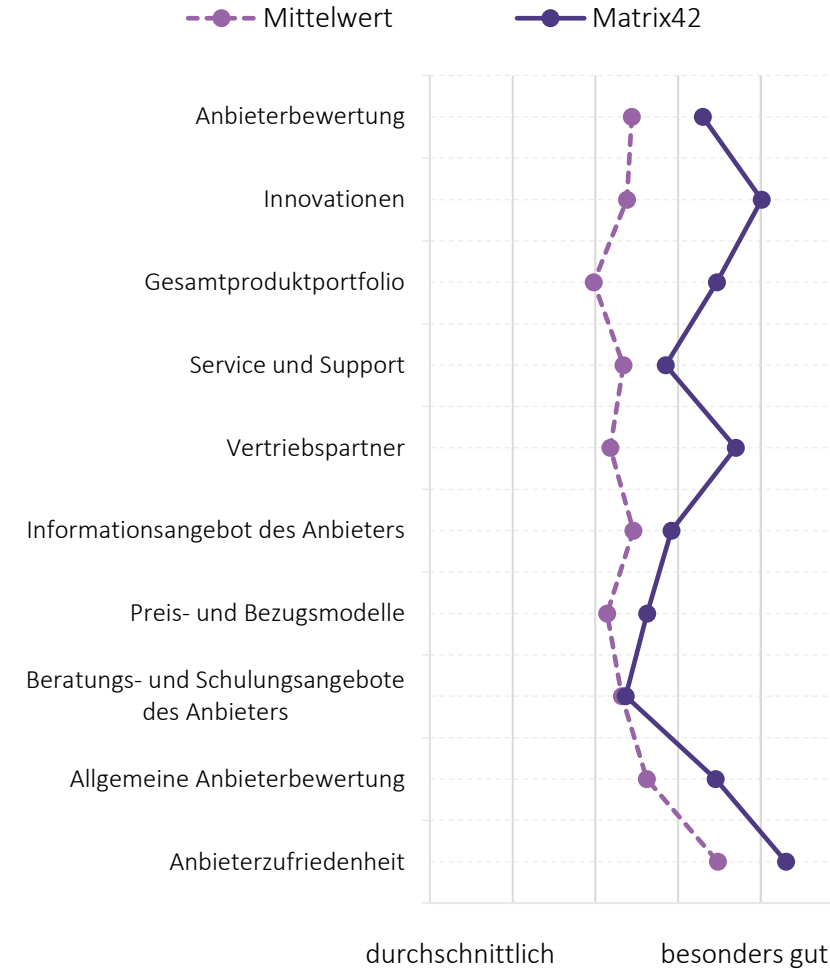 Mittelwert Matrix42
Anbieterbewertung
Innovationen
Gesamtproduktportfolio
Service und Support
Vertriebspartner
Informationsangebot des Anbieters
Preis- und Bezugsmodelle
Beratungs- und Schulungsangebote
des Anbieters
Allgemeine Anbieterbewertung
Anbieterzufriedenheit
durchschnittlich besonders gut